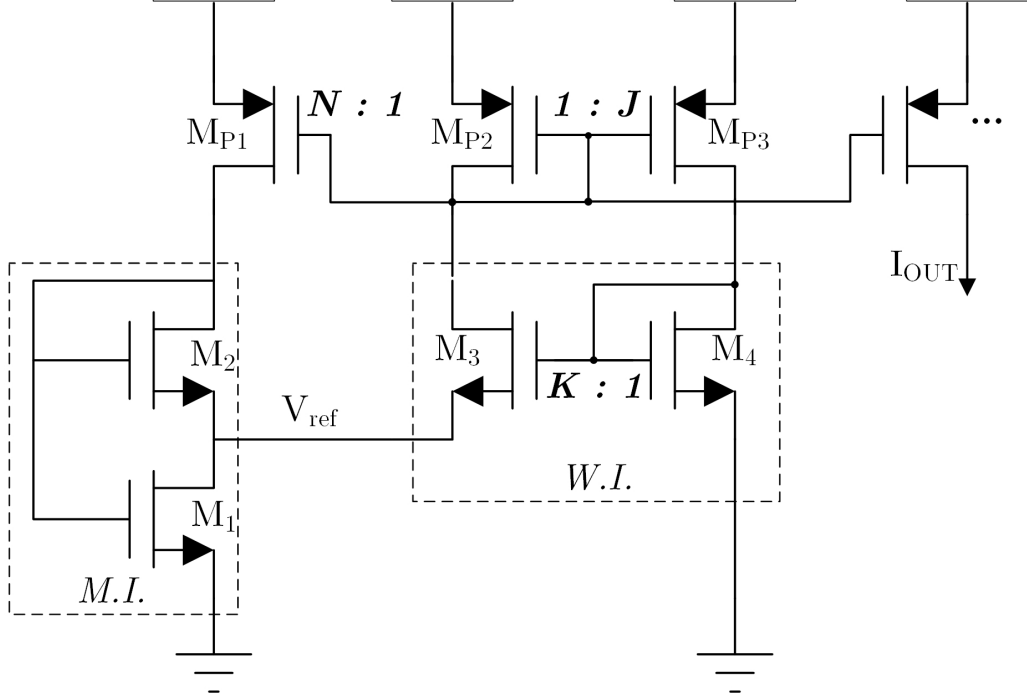 N : 1
1 : J
M_P1
M_P2
M_P3
...
I_OUT
M_2
M_3
M_4
K : 1
V_ref
W.I.
M_1
M.I.